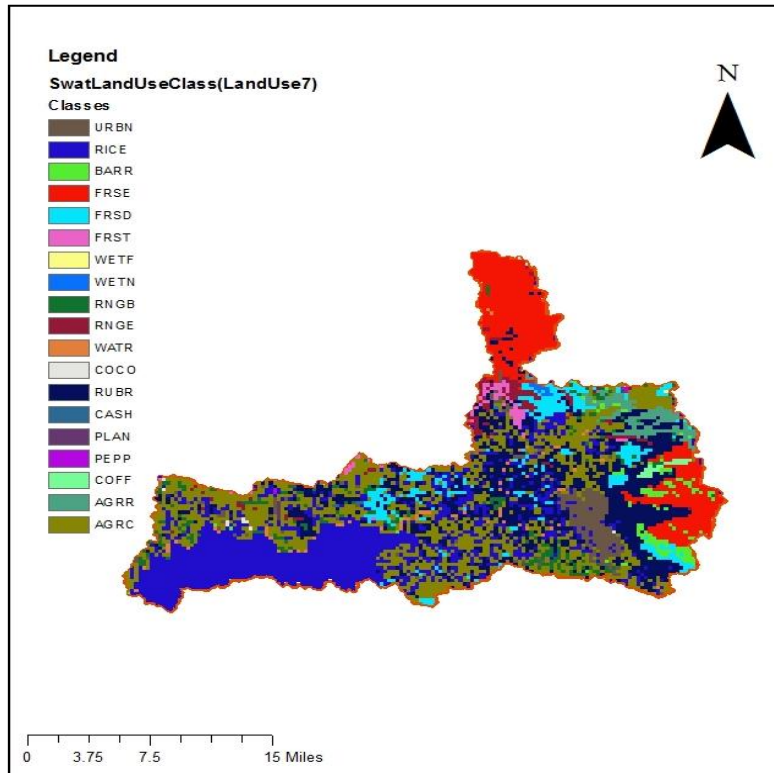 Legend
SwatLandUseClass(LandUse7)
Classes
URBN
RICE
BARR
FRSE
FRSD
FRST
WETF
WETN
RNGB
RNGE
WATR
COCO
RUBR
CASH
PLAN
PEPP
COFF
AGRR
AGRC
N
0 3.75 7.5 15 Miles